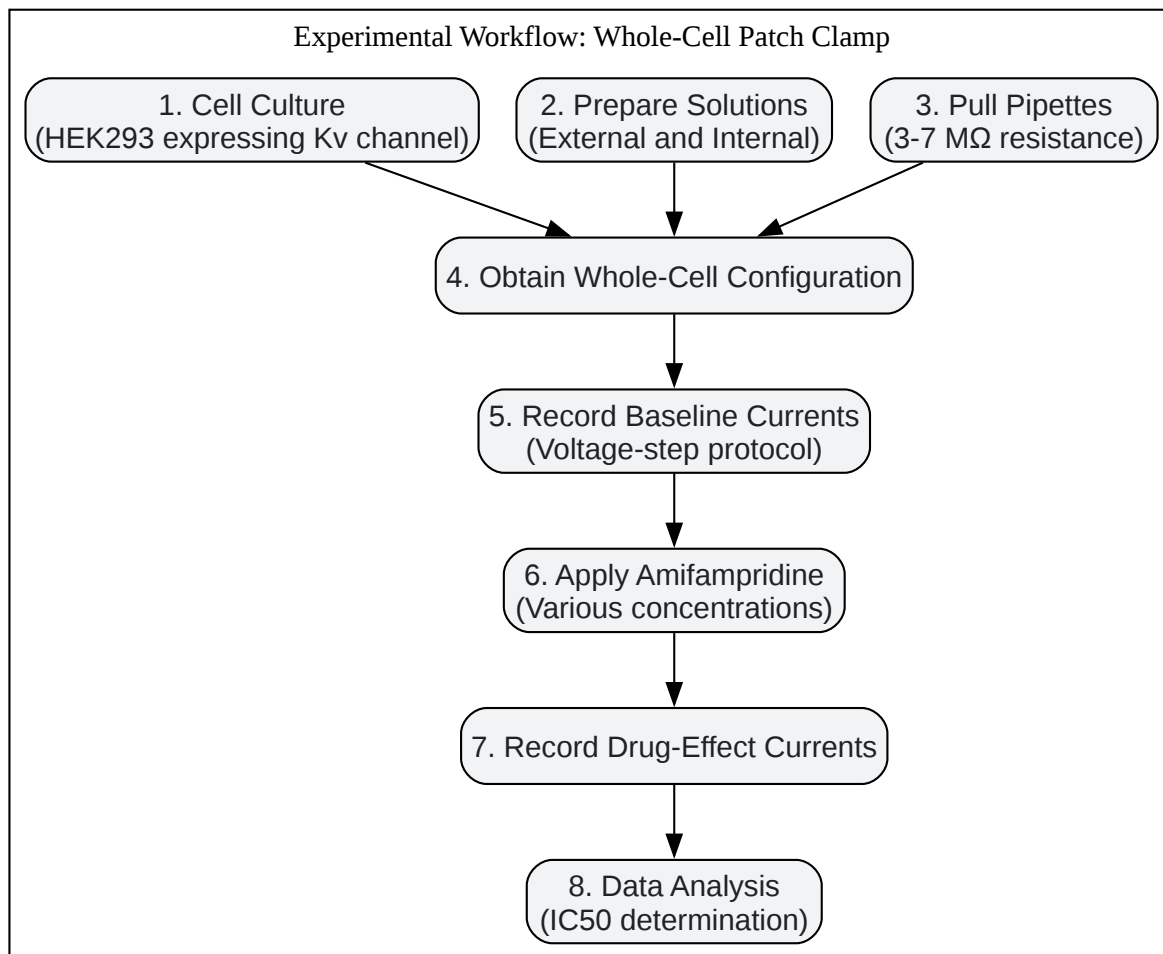 Experimental Workflow: Whole-Cell Patch Clamp
1. Cell Culture
(HEK293 expressing Kv channel)
2. Prepare Solutions
(External and Internal)
3. Pull Pipettes
(3-7 MΩ resistance)
4. Obtain Whole-Cell Configuration
5. Record Baseline Currents
(Voltage-step protocol)
6. Apply Amifampridine
(Various concentrations)
7. Record Drug-Effect Currents
8. Data Analysis
(IC50 determination)